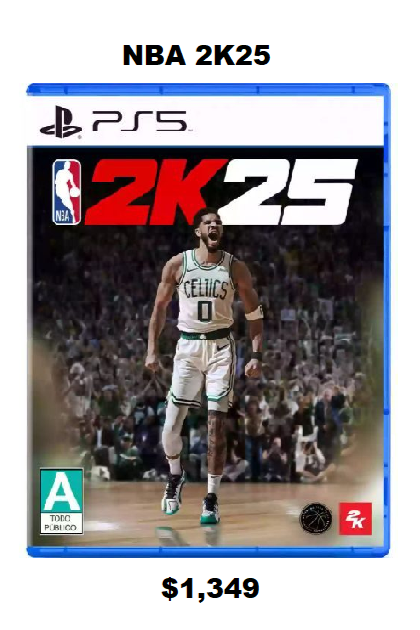 NBA 2K25
PS5
NBA
2K25
CELTICS
0
A
TODO
PÚBLICO
2K
$1,349